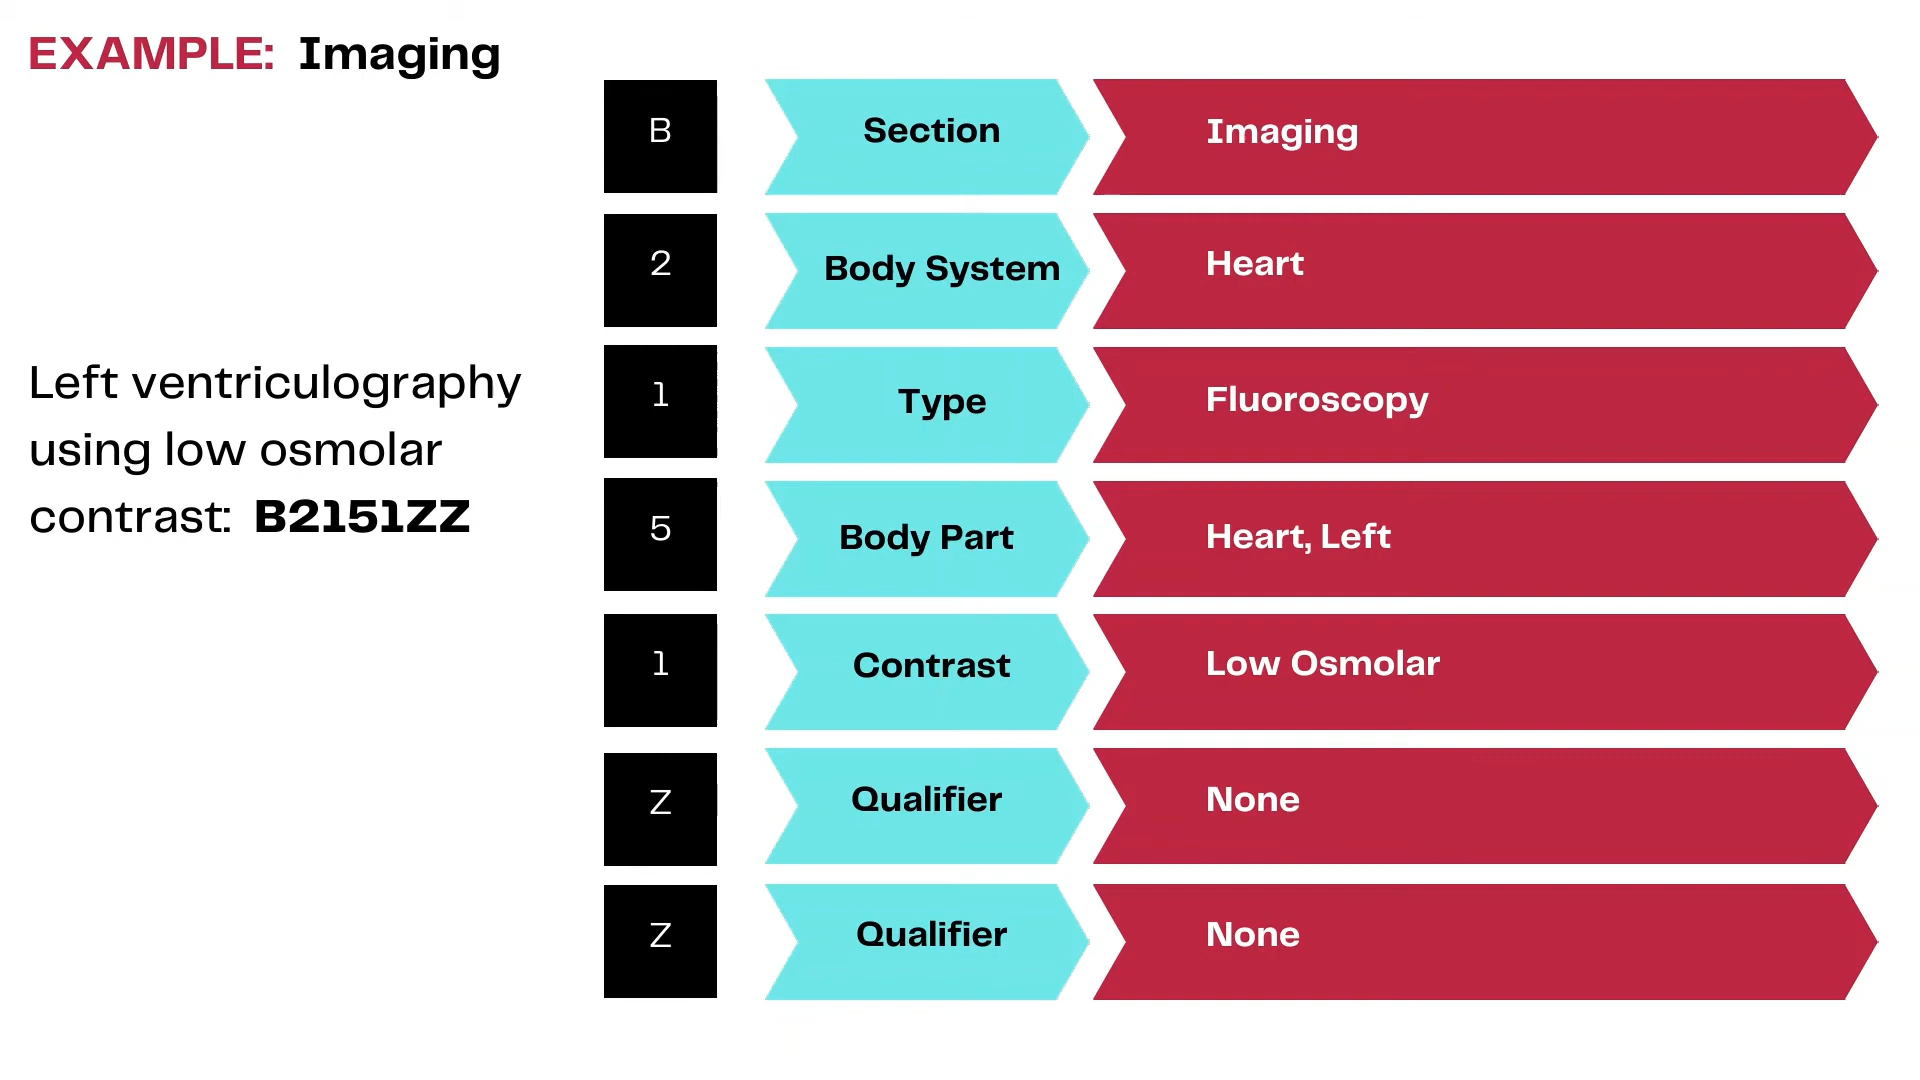 EXAMPLE: Imaging
Left ventriculography
using low osmolar
contrast: B2151ZZ
B Section Imaging
2 Body System Heart
1 Type Fluoroscopy
5 Body Part Heart, Left
1 Contrast Low Osmolar
Z Qualifier None
Z Qualifier None